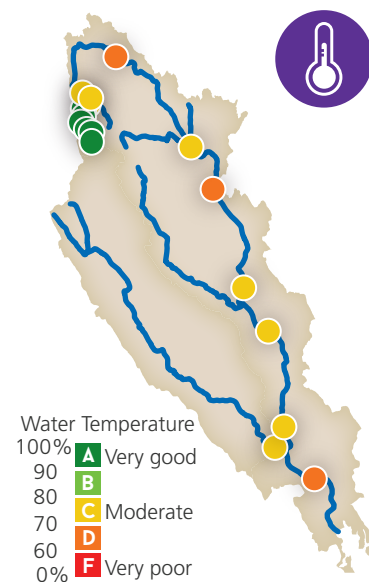 Water Temperature
100%
A Very good
90
B
80
C Moderate
70
D
60
F Very poor
0%